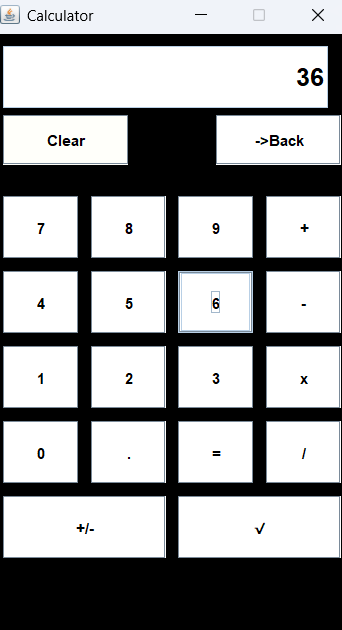 Calculator
36
Clear ->Back
7 8 9 +
4 5 6 -
1 2 3 x
0 . = /
+/- √